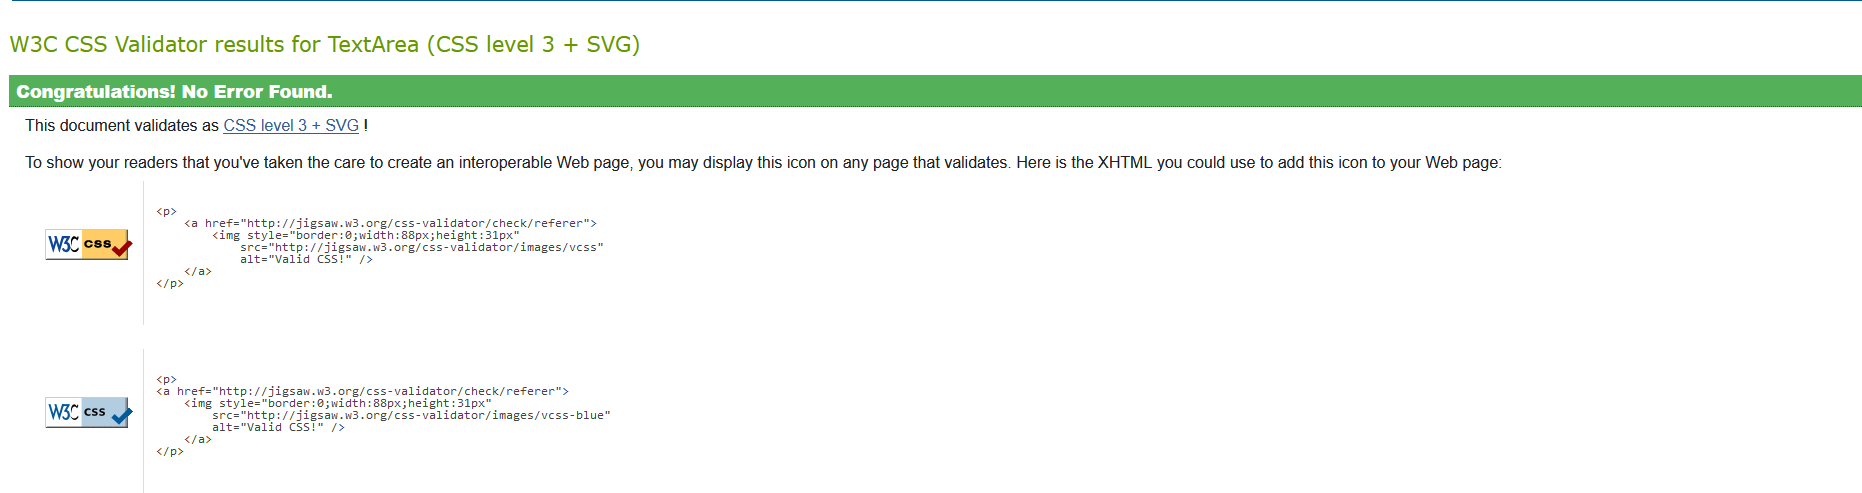 W3C CSS Validator results for TextArea (CSS level 3 + SVG)
Congratulations! No Error Found.
This document validates as CSS level 3 + SVG !
To show your readers that you've taken the care to create an interoperable Web page, you may display this icon on any page that validates. Here is the XHTML you could use to add this icon to your Web page:
W3C css
<p>
    <a href="http://jigsaw.w3.org/css-validator/check/referer">
        <img style="border:0;width:88px;height:31px"
            src="http://jigsaw.w3.org/css-validator/images/vcss"
            alt="Valid CSS!" />
    </a>
</p>
W3C css
<p>
<a href="http://jigsaw.w3.org/css-validator/check/referer">
    <img style="border:0;width:88px;height:31px"
        src="http://jigsaw.w3.org/css-validator/images/vcss-blue"
        alt="Valid CSS!" />
    </a>
</p>